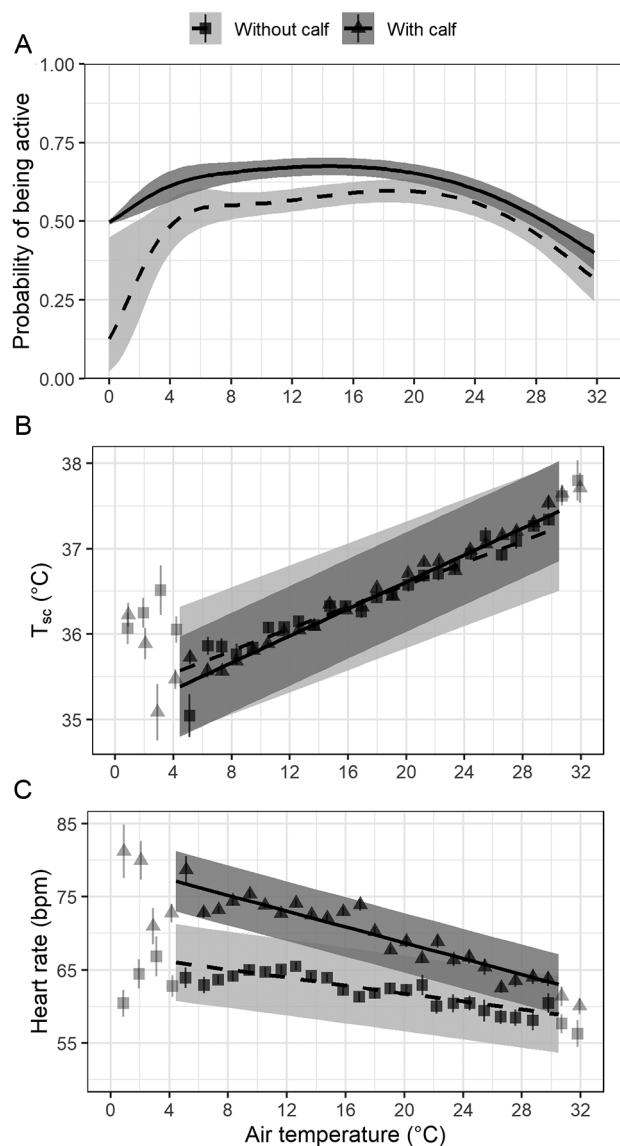 Without calf With calf
A
1.00
0.75
0.50
0.25
0.00
Probability of being active
0 4 8 12 16 20 24 28 32
B
38
37
36
35
Tsc (°C)
0 4 8 12 16 20 24 28 32
C
85
75
65
55
Heart rate (bpm)
0 4 8 12 16 20 24 28 32
Air temperature (°C)